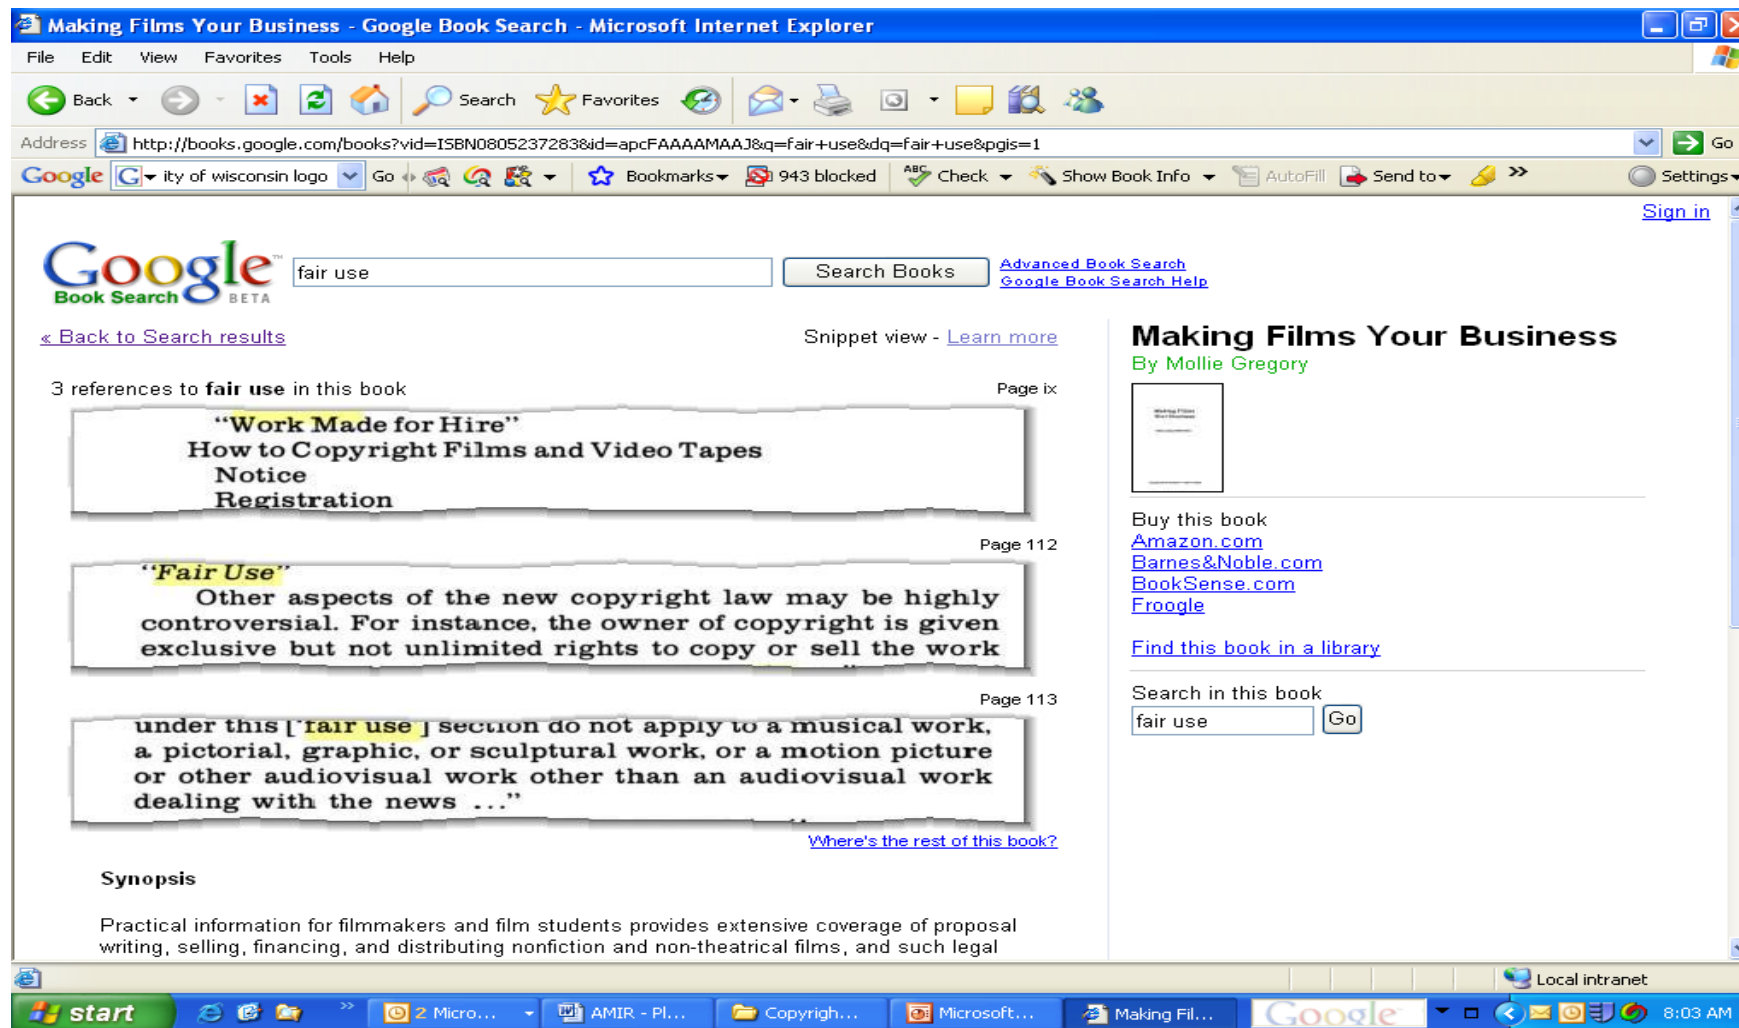 Making Films Your Business - Google Book Search - Microsoft Internet Explorer
File Edit View Favorites Tools Help
Back Search Favorites
Address http://books.google.com/books?vid=ISBN0805237283&id=apcFAAAAMAAJ&q=fair+use&dq=fair+use&pgis=1 Go
Google G ity of wisconsin logo Go Bookmarks 943 blocked ABC Check Show Book Info AutoFill Send to >> Settings
Sign in
Google™ Book Search BETA
fair use Search Books
Advanced Book Search
Google Book Search Help
« Back to Search results Snippet view - Learn more
3 references to fair use in this book Page ix
“Work Made for Hire”
How to Copyright Films and Video Tapes
Notice
Registration
Page 112
“Fair Use”
Other aspects of the new copyright law may be highly
controversial. For instance, the owner of copyright is given
exclusive but not unlimited rights to copy or sell the work
Page 113
under this ['fair use'] section do not apply to a musical work,
a pictorial, graphic, or sculptural work, or a motion picture
or other audiovisual work other than an audiovisual work
dealing with the news ...”
Where's the rest of this book?
Synopsis
Practical information for filmmakers and film students provides extensive coverage of proposal
writing, selling, financing, and distributing nonfiction and non-theatrical films, and such legal
Making Films Your Business
By Mollie Gregory
Making Films
Your Business
Buy this book
Amazon.com
Barnes&Noble.com
BookSense.com
Froogle
Find this book in a library
Search in this book
fair use Go
Local intranet
start >> 2 Micro... AMIR - Pl... Copyrigh... Microsoft... Making Fil... Google 8:03 AM